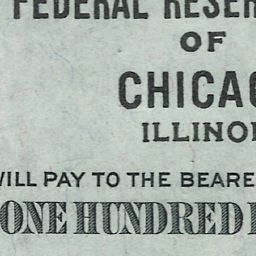 FEDERAL RESER
OF
CHICAG
ILLINOI
WILL PAY TO THE BEARE
ONE HUNDRED